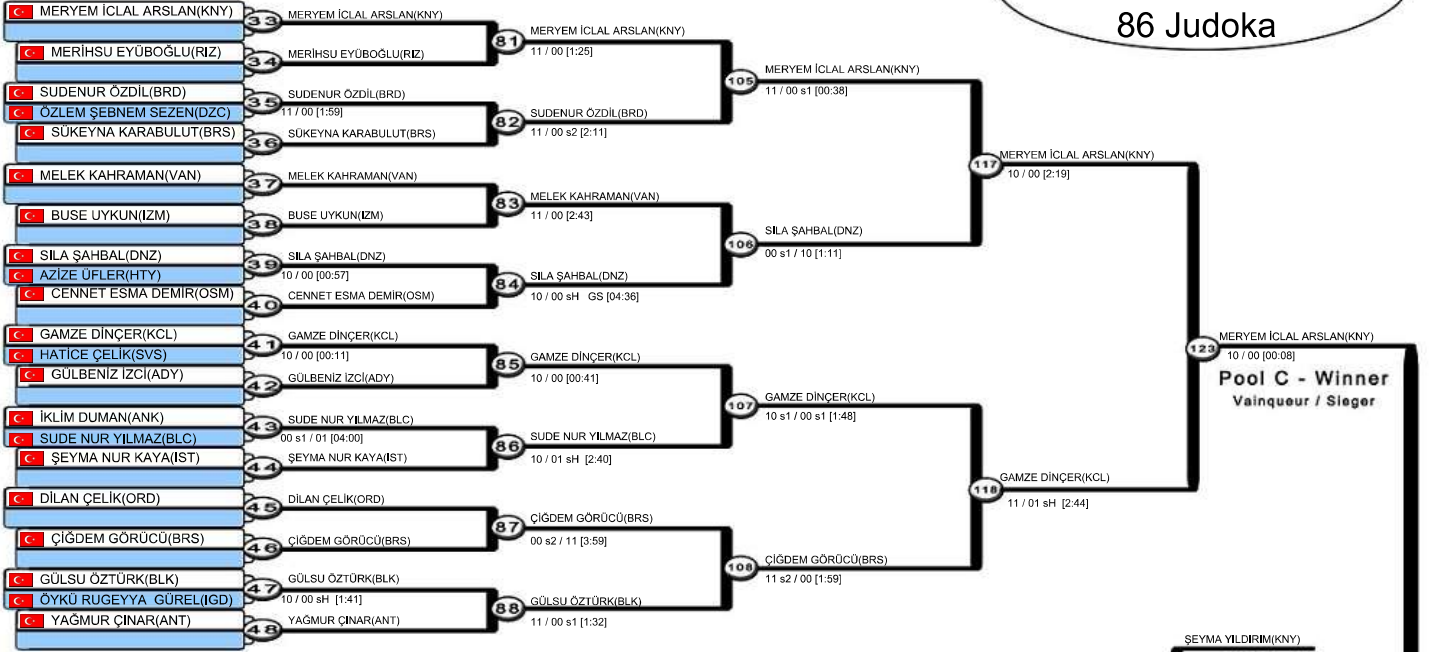 86 Judoka
MERYEM İCLAL ARSLAN(KNY)
MERİHSU EYÜBOĞLU(RIZ)
SUDENUR ÖZDİL(BRD)
ÖZLEM ŞEBNEM SEZEN(DZC)
SÜKEYNA KARABULUT(BRS)
MELEK KAHRAMAN(VAN)
BUSE UYKUN(IZM)
SILA ŞAHBAL(DNZ)
AZİZE ÜFLER(HTY)
CENNET ESMA DEMİR(OSM)
GAMZE DİNÇER(KCL)
HATİCE ÇELİK(SVS)
GÜLBENİZ İZCİ(ADY)
İKLİM DUMAN(ANK)
SUDE NUR YILMAZ(BLC)
ŞEYMA NUR KAYA(IST)
DİLAN ÇELİK(ORD)
ÇİĞDEM GÖRÜCÜ(BRS)
GÜLSU ÖZTÜRK(BLK)
ÖYKÜ RUGEYYA GÜREL(IGD)
YAĞMUR ÇINAR(ANT)
33
MERYEM İCLAL ARSLAN(KNY)
34
MERİHSU EYÜBOĞLU(RIZ)
35
SUDENUR ÖZDİL(BRD)
11 / 00 [1:59]
36
SÜKEYNA KARABULUT(BRS)
37
MELEK KAHRAMAN(VAN)
38
BUSE UYKUN(IZM)
39
SILA ŞAHBAL(DNZ)
10 / 00 [00:57]
40
CENNET ESMA DEMİR(OSM)
41
GAMZE DİNÇER(KCL)
10 / 00 [00:11]
42
GÜLBENİZ İZCİ(ADY)
43
SUDE NUR YILMAZ(BLC)
00 s1 / 01 [04:00]
44
ŞEYMA NUR KAYA(IST)
45
DİLAN ÇELİK(ORD)
46
ÇİĞDEM GÖRÜCÜ(BRS)
47
GÜLSU ÖZTÜRK(BLK)
10 / 00 sH [1:41]
48
YAĞMUR ÇINAR(ANT)
81
MERYEM İCLAL ARSLAN(KNY)
11 / 00 [1:25]
82
SUDENUR ÖZDİL(BRD)
11 / 00 s2 [2:11]
83
MELEK KAHRAMAN(VAN)
11 / 00 [2:43]
84
SILA ŞAHBAL(DNZ)
10 / 00 sH GS [04:36]
85
GAMZE DİNÇER(KCL)
10 / 00 [00:41]
86
SUDE NUR YILMAZ(BLC)
10 / 01 sH [2:40]
87
ÇİĞDEM GÖRÜCÜ(BRS)
00 s2 / 11 [3:59]
88
GÜLSU ÖZTÜRK(BLK)
11 / 00 s1 [1:32]
105
MERYEM İCLAL ARSLAN(KNY)
11 / 00 s1 [00:38]
106
SILA ŞAHBAL(DNZ)
00 s1 / 10 [1:11]
107
GAMZE DİNÇER(KCL)
10 s1 / 00 s1 [1:48]
108
ÇİĞDEM GÖRÜCÜ(BRS)
11 s2 / 00 [1:59]
117
MERYEM İCLAL ARSLAN(KNY)
10 / 00 [2:19]
118
GAMZE DİNÇER(KCL)
11 / 01 sH [2:44]
123
MERYEM İCLAL ARSLAN(KNY)
10 / 00 [00:08]
Pool C - Winner
Vainqueur / Sieger
ŞEYMA YILDIRIM(KNY)